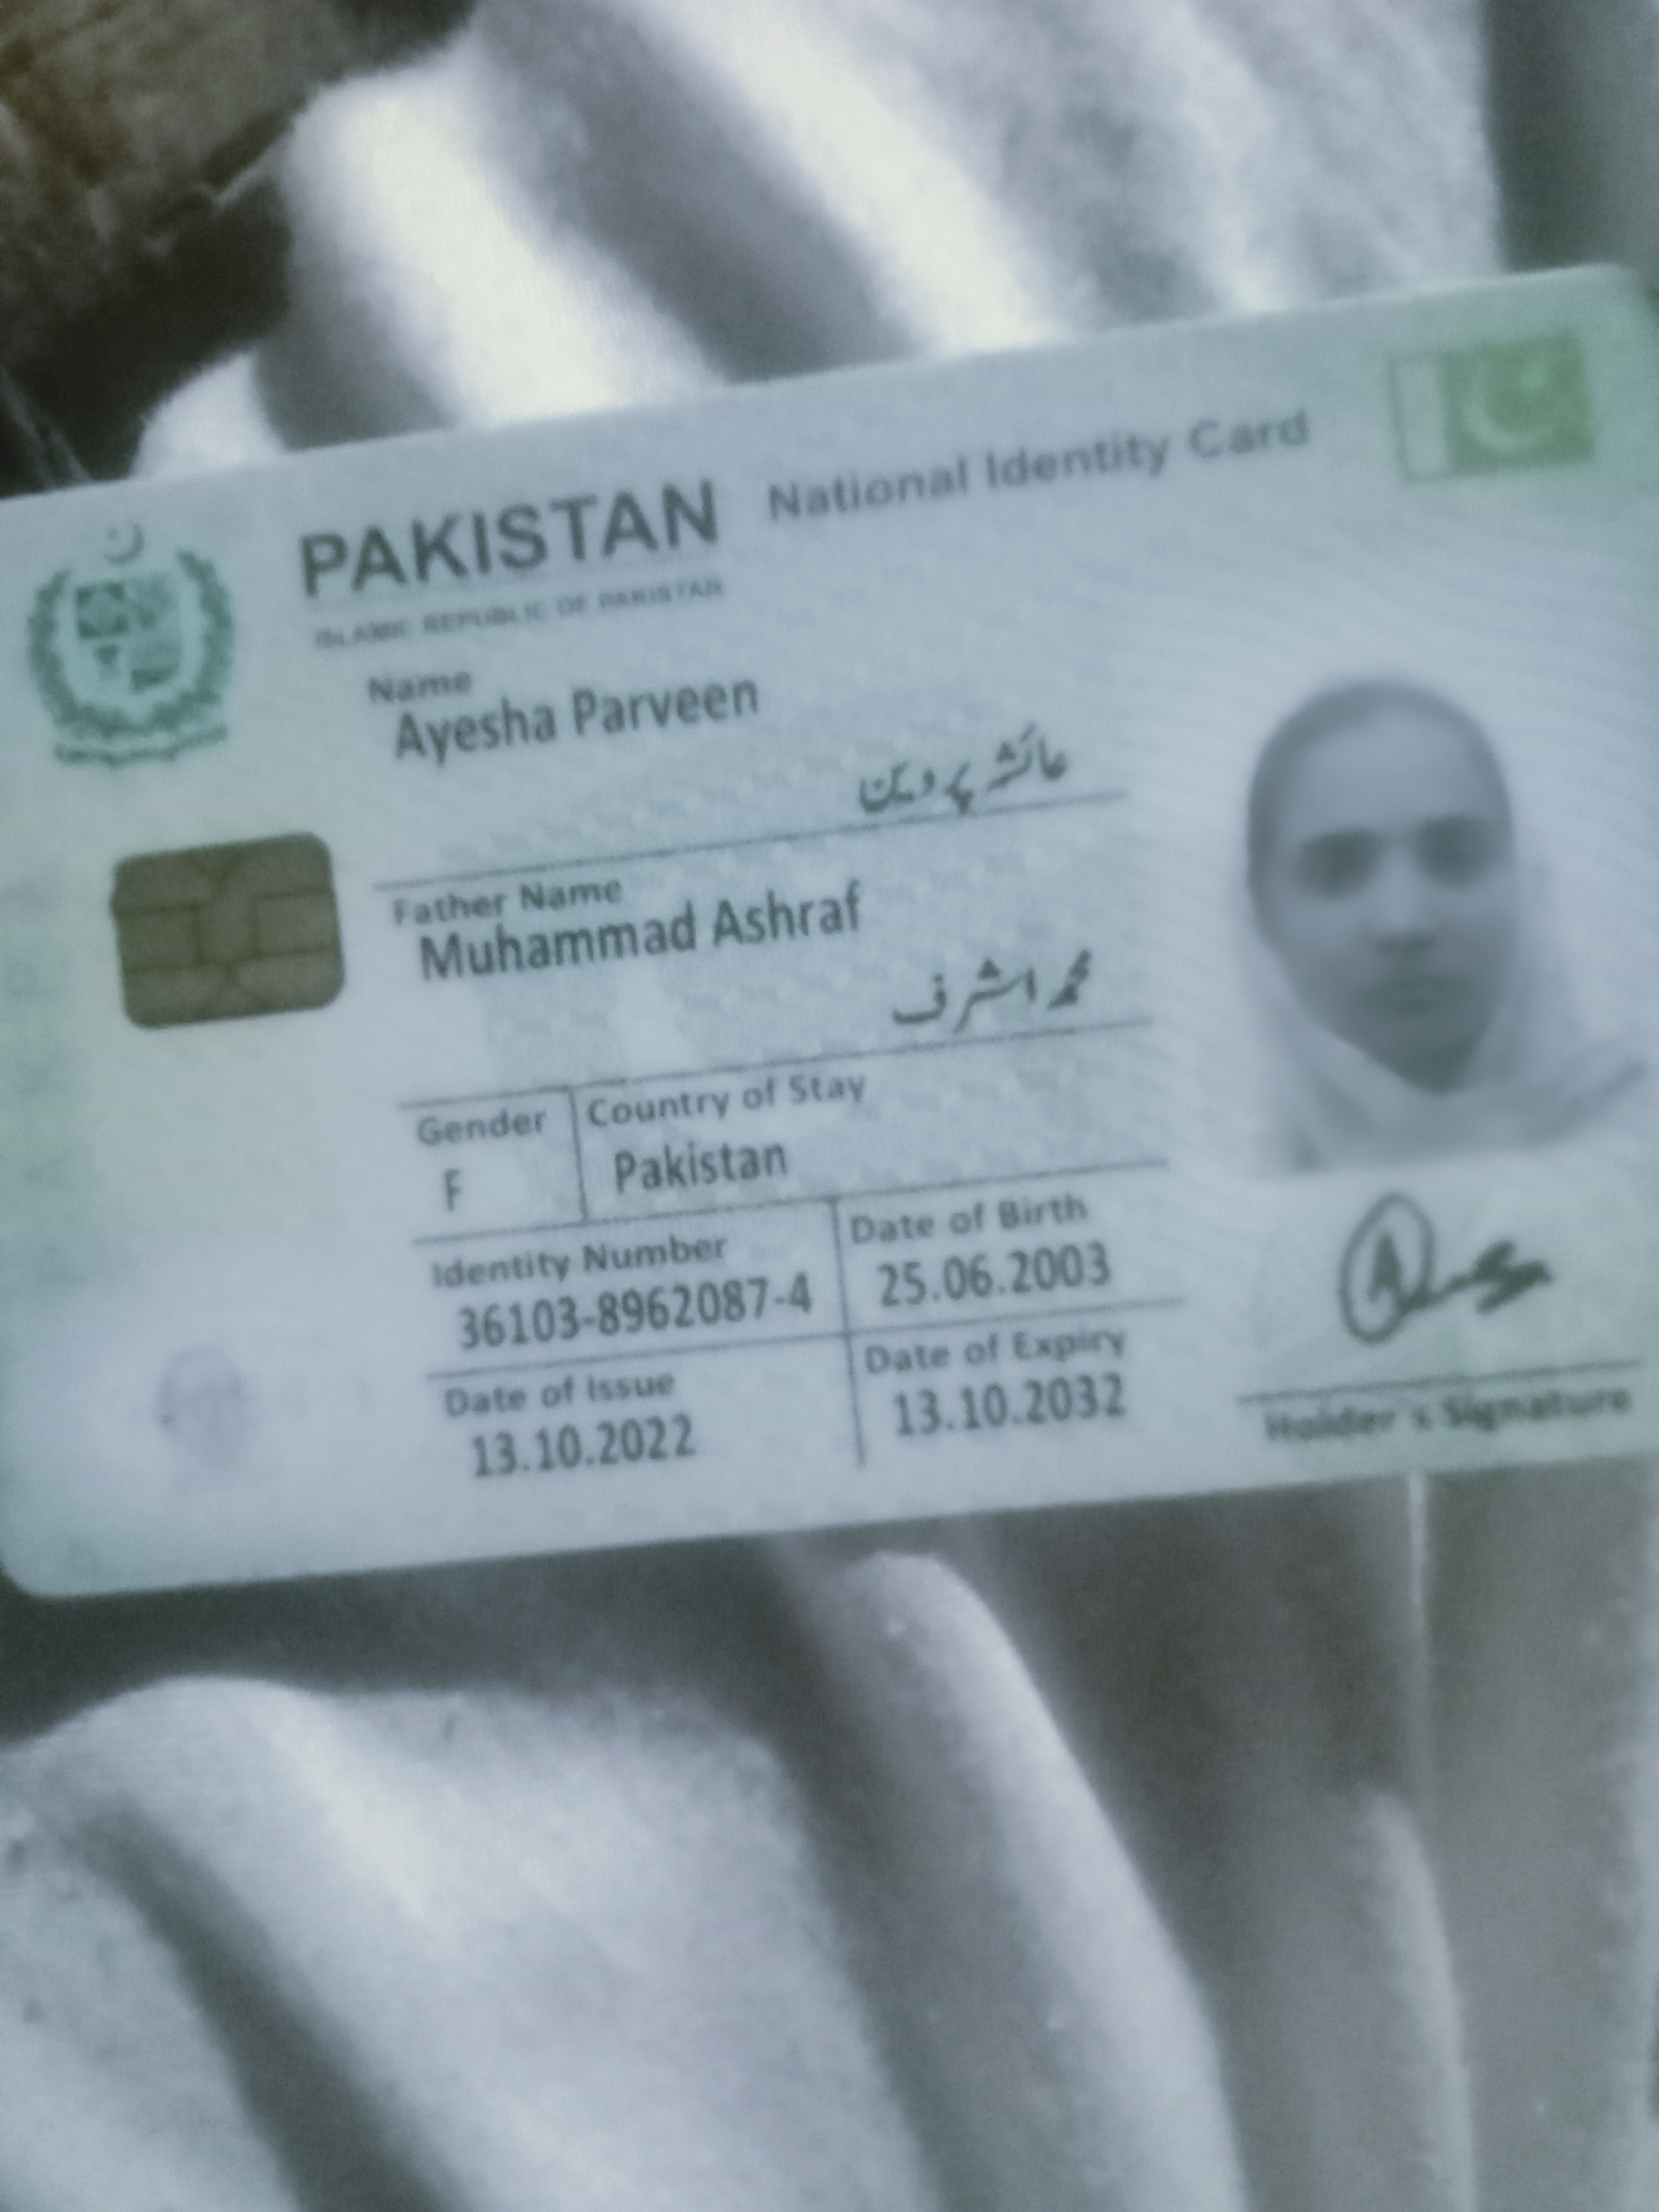 PAKISTAN National Identity Card
ISLAMIC REPUBLIC OF PAKISTAN
Name
Ayesha Parveen
عائشہ پروین
Father Name
Muhammad Ashraf
محمد اشرف
Gender Country of Stay
F Pakistan
Identity Number Date of Birth
36103-8962087-4 25.06.2003
Date of Issue Date of Expiry
13.10.2022 13.10.2032
Holder's Signature